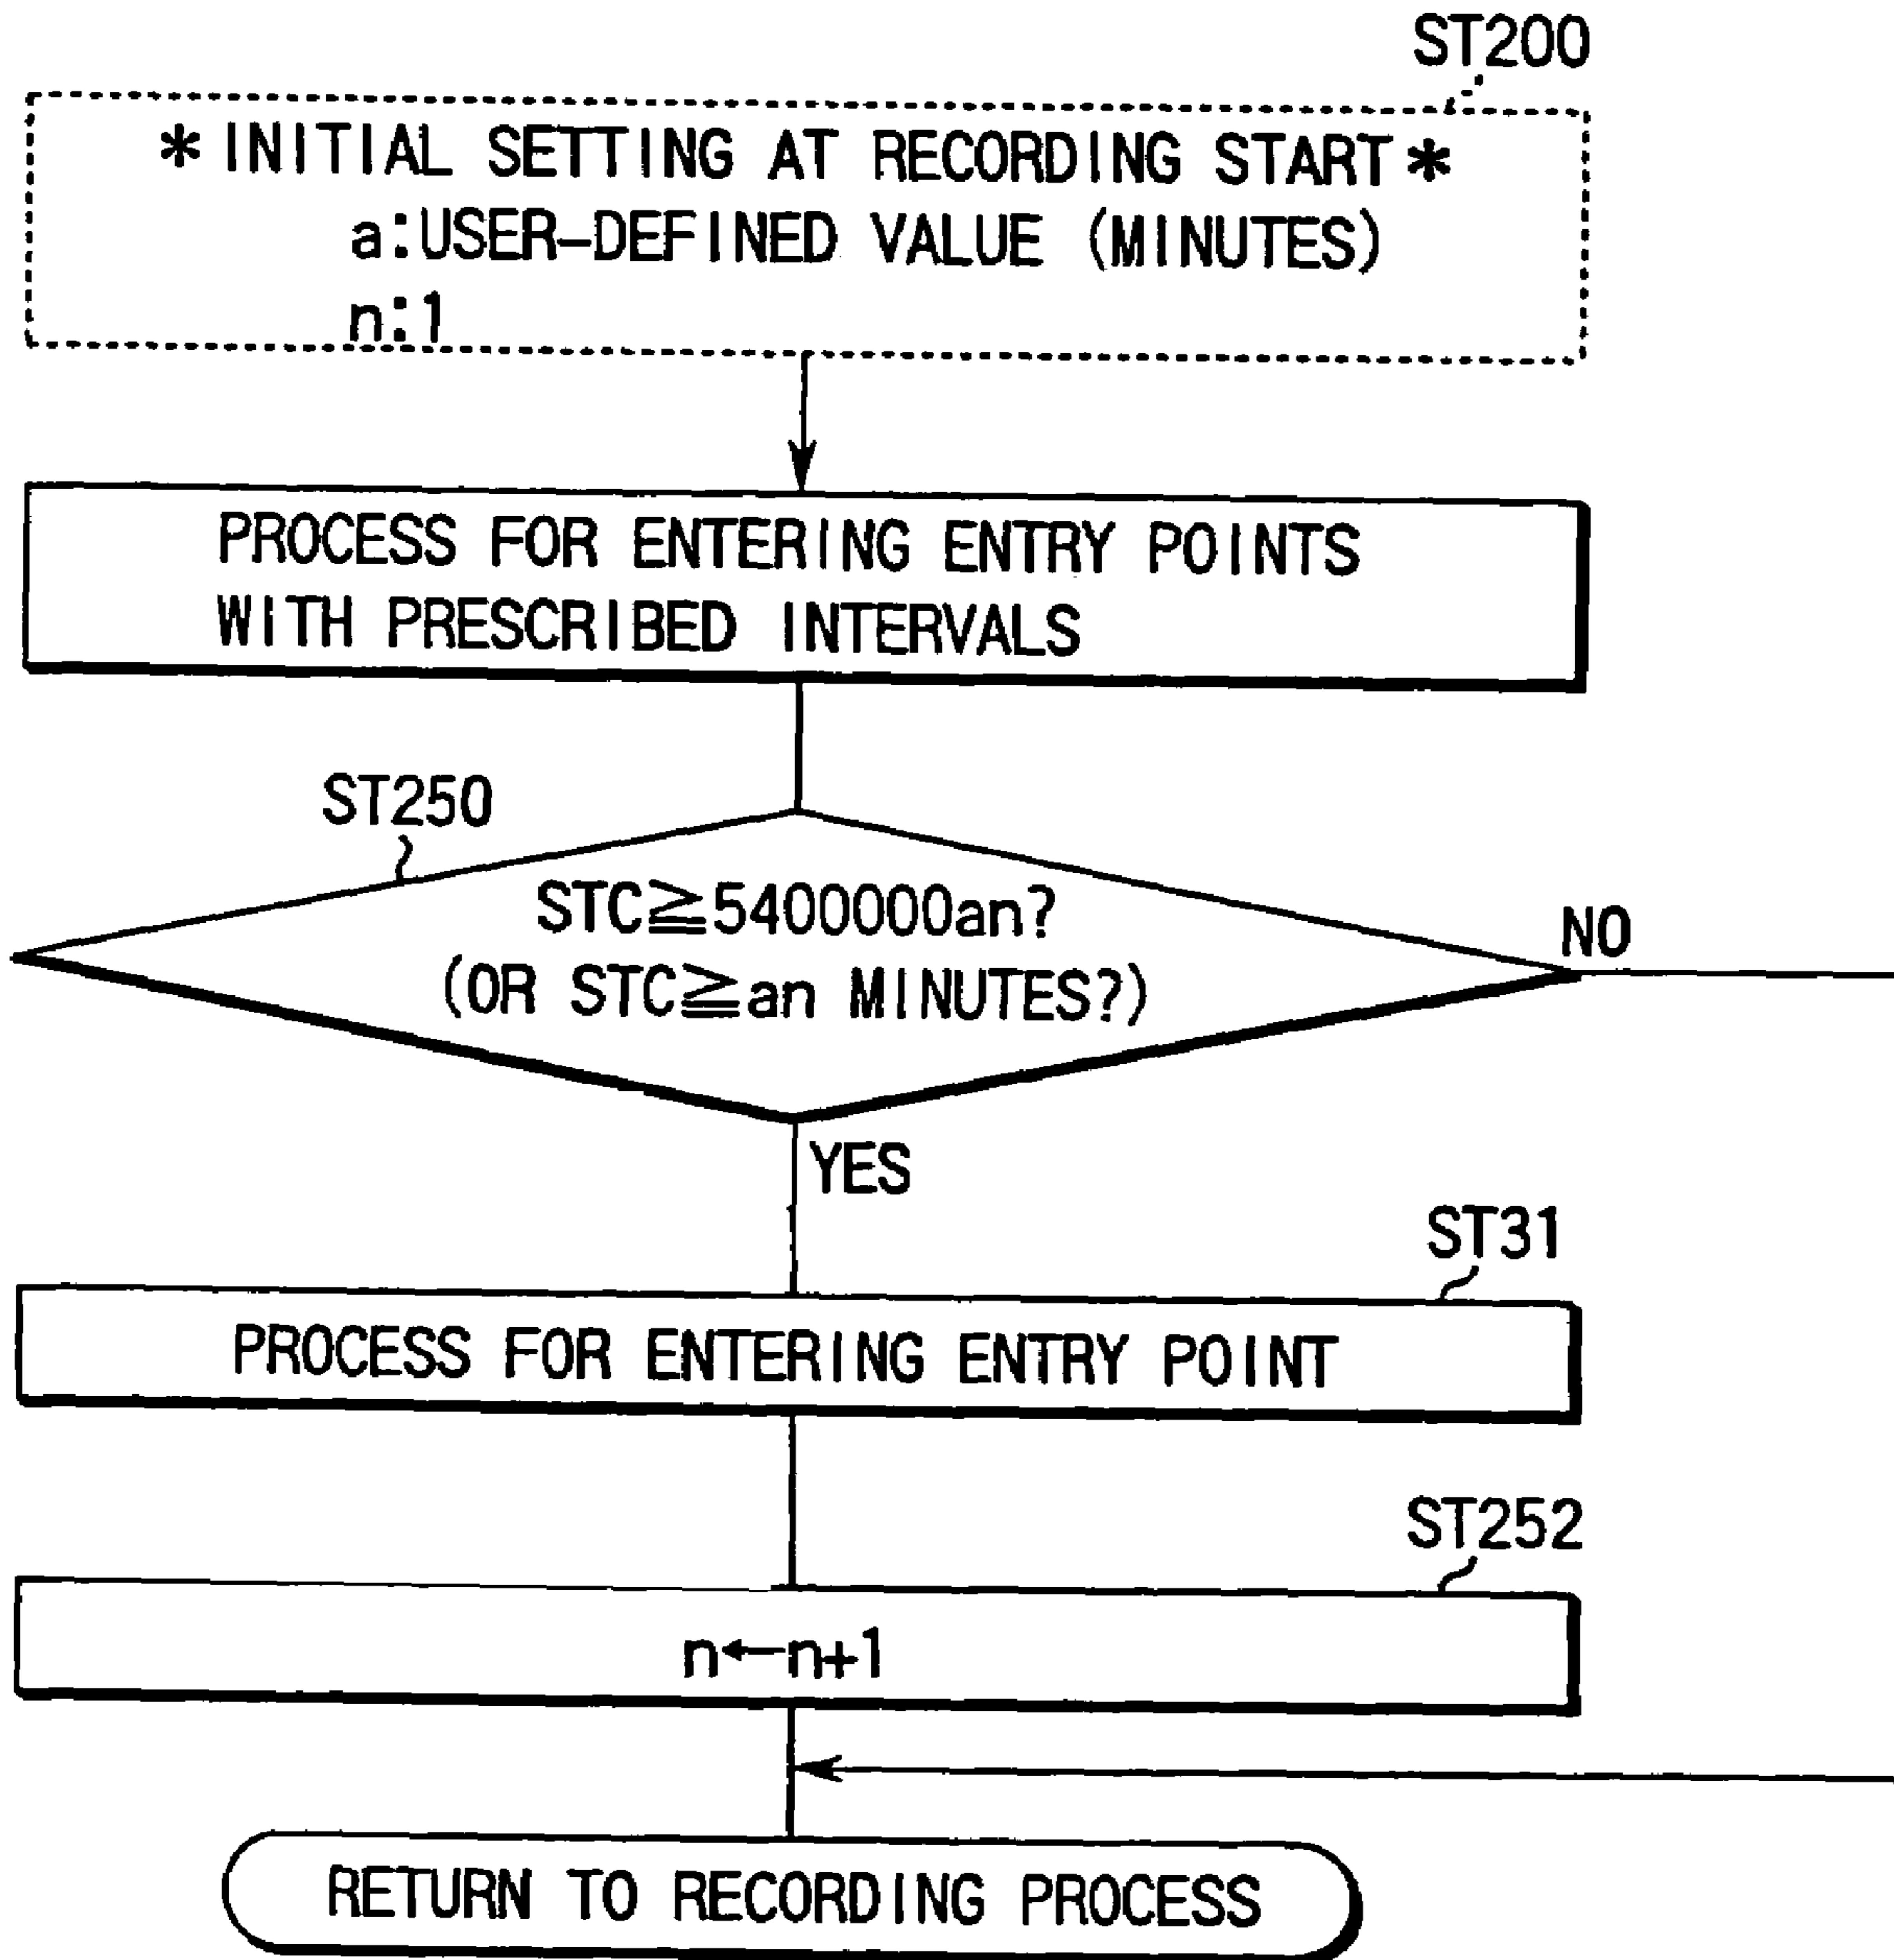 ST200
*INITIAL SETTING AT RECORDING START*
a:USER-DEFINED VALUE (MINUTES)
n:1
PROCESS FOR ENTERING ENTRY POINTS
WITH PRESCRIBED INTERVALS
ST250
STC≧5400000an?
(OR STC≧an MINUTES?)
NO
YES
ST31
PROCESS FOR ENTERING ENTRY POINT
ST252
n←n+1
RETURN TO RECORDING PROCESS